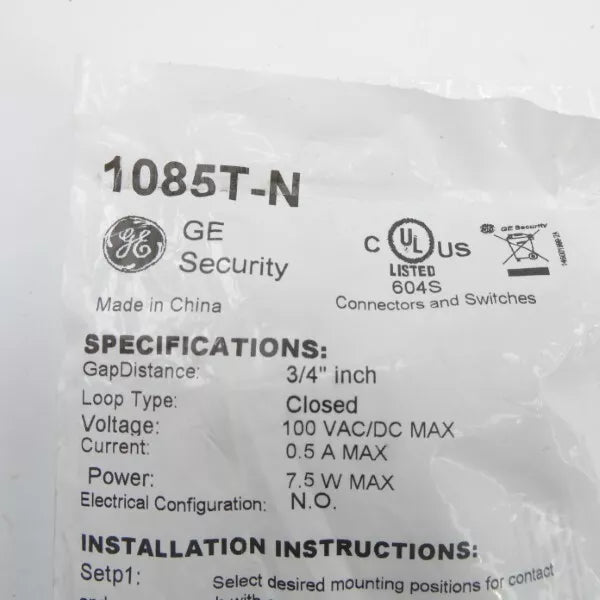 1085T-N
GE
GE
Security
Made in China
C UL US
LISTED
604S
Connectors and Switches
GE Security
SPECIFICATIONS:
GapDistance: 3/4" inch
Loop Type: Closed
Voltage: 100 VAC/DC MAX
Current: 0.5 A MAX
Power: 7.5 W MAX
Electrical Configuration: N.O.
INSTALLATION INSTRUCTIONS:
Setp1: Select desired mounting positions for contact
and